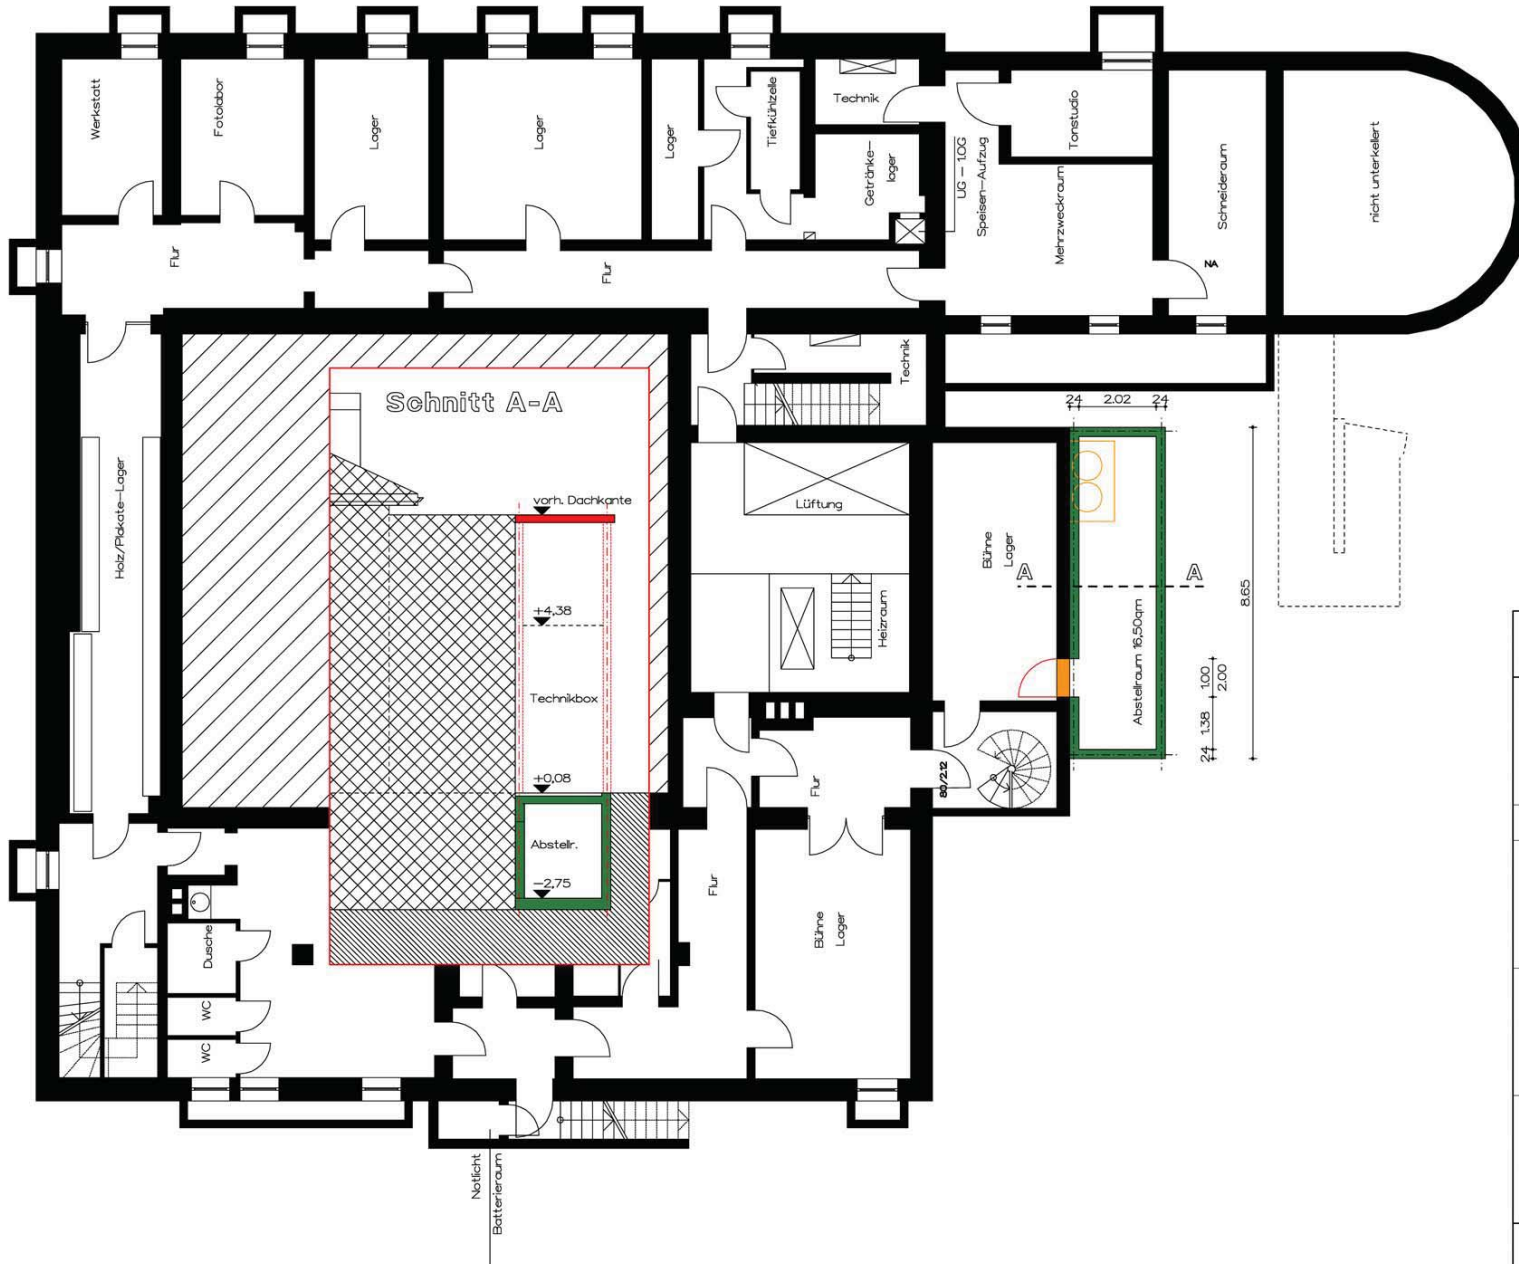 Werkstatt
Fotolabor
Lager
Lager
Lager
Tiefkühlzelle
Technik
Getränke-
lager
UG - 1.OG
Speisen-Aufzug
Tonstudio
Mehrzweckraum
Schneideraum
NA
nicht unterkellert
Flur
Flur
Technik
Holz/Plakate-Lager
Schnitt A-A
vorh. Dachkante
+4,38
Technikbox
+0,08
Abstellr.
-2,75
Lüftung
Heizraum
Bühne
Lager
A
A
24
2.02
24
8.65
1.00
2.00
1.38
24
Abstellraum 16,50qm
80/2.12
Flur
Flur
Bühne
Lager
Dusche
WC
WC
Notlicht
Batterieraum